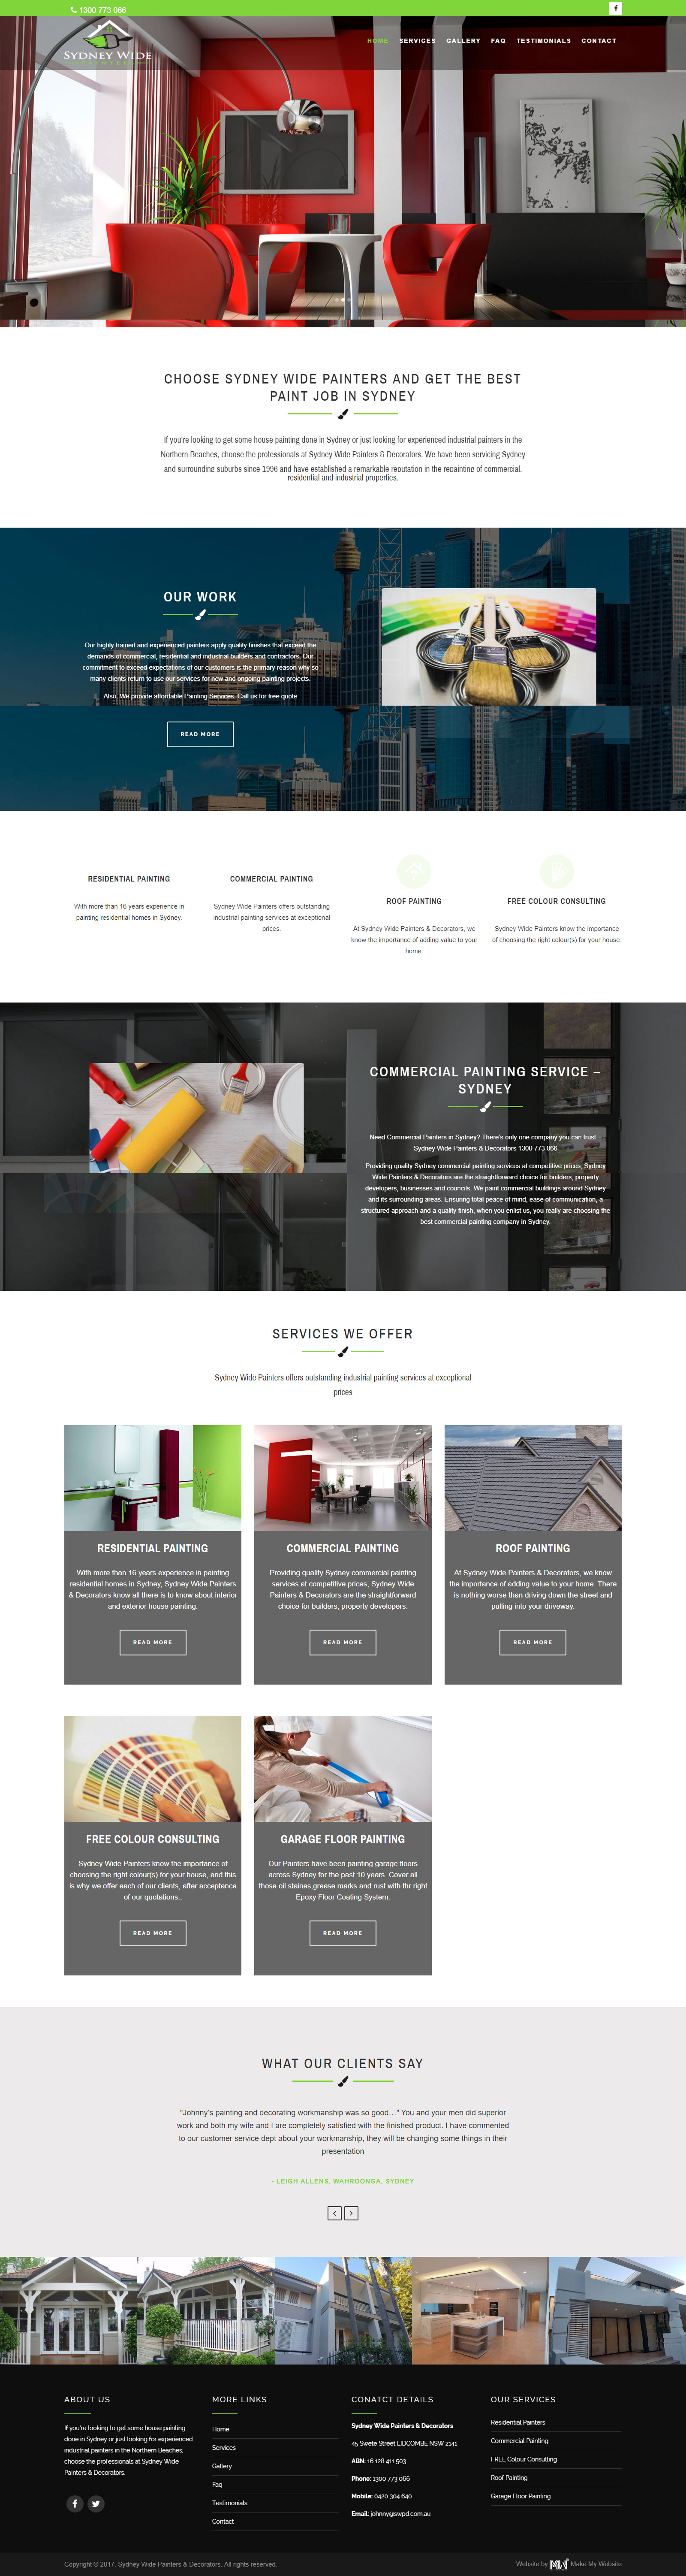 1300 773 066
SYDNEY WIDE
PAINTERS
HOME SERVICES GALLERY FAQ TESTIMONIALS CONTACT
CHOOSE SYDNEY WIDE PAINTERS AND GET THE BEST
PAINT JOB IN SYDNEY
If you're looking to get some house painting done in Sydney or just looking for experienced industrial painters in the
Northern Beaches, choose the professionals at Sydney Wide Painters & Decorators. We have been servicing Sydney
and surrounding suburbs since 1996 and have established a remarkable reputation in the repainting of commercial,
residential and industrial properties.
OUR WORK
Our highly trained and experienced painters apply quality finishes that exceed the
demands of commercial, residential and industrial builders and contractors. Our
commitment to exceed expectations of our customers is the primary reason why so
many clients return to use our services for new and ongoing painting projects.
Also, We provide affordable Painting Services. Call us for free quote
READ MORE
RESIDENTIAL PAINTING
With more than 16 years experience in
painting residential homes in Sydney.
COMMERCIAL PAINTING
Sydney Wide Painters offers outstanding
industrial painting services at exceptional
prices.
ROOF PAINTING
At Sydney Wide Painters & Decorators, we
know the importance of adding value to your
home.
FREE COLOUR CONSULTING
Sydney Wide Painters know the importance
of choosing the right colour(s) for your house.
COMMERCIAL PAINTING SERVICE –
SYDNEY
Need Commercial Painters in Sydney? There's only one company you can trust –
Sydney Wide Painters & Decorators 1300 773 066
Providing quality Sydney commercial painting services at competitive prices, Sydney
Wide Painters & Decorators are the straightforward choice for builders, property
developers, businesses and councils. We paint commercial buildings around Sydney
and its surrounding areas. Ensuring total peace of mind, ease of communication, a
structured approach and a quality finish, when you enlist us, you really are choosing the
best commercial painting company in Sydney.
SERVICES WE OFFER
Sydney Wide Painters offers outstanding industrial painting services at exceptional
prices
RESIDENTIAL PAINTING
With more than 16 years experience in painting
residential homes in Sydney, Sydney Wide Painters
& Decorators know all there is to know about interior
and exterior house painting.
READ MORE
COMMERCIAL PAINTING
Providing quality Sydney commercial painting
services at competitive prices, Sydney Wide
Painters & Decorators are the straightforward
choice for builders, property developers.
READ MORE
ROOF PAINTING
At Sydney Wide Painters & Decorators, we know
the importance of adding value to your home. There
is nothing worse than driving down the street and
pulling into your driveway.
READ MORE
FREE COLOUR CONSULTING
Sydney Wide Painters know the importance of
choosing the right colour(s) for your house, and this
is why we offer each of our clients, after acceptance
of our quotations..
READ MORE
GARAGE FLOOR PAINTING
Our Painters have been painting garage floors
across Sydney for the past 10 years. Cover all
those oil staines,grease marks and rust with thr right
Epoxy Floor Coating System.
READ MORE
WHAT OUR CLIENTS SAY
"Johnny's painting and decorating workmanship was so good…" You and your men did superior
work and both my wife and I are completely satisfied with the finished product. I have commented
to our customer service dept about your workmanship, they will be changing some things in their
presentation
- LEIGH ALLENS, WAHROONGA, SYDNEY
ABOUT US
If you're looking to get some house painting
done in Sydney or just looking for experienced
industrial painters in the Northern Beaches,
choose the professionals at Sydney Wide
Painters & Decorators.
MORE LINKS
Home
Services
Gallery
Faq
Testimonials
Contact
CONATCT DETAILS
Sydney Wide Painters & Decorators
45 Swete Street LIDCOMBE NSW 2141
ABN: 16 128 411 503
Phone: 1300 773 066
Mobile: 0420 304 640
Email: johnny@swpd.com.au
OUR SERVICES
Residential Painters
Commercial Painting
FREE Colour Consulting
Roof Painting
Garage Floor Painting
Copyright © 2017. Sydney Wide Painters & Decorators. All rights reserved.
Website by Make My Website